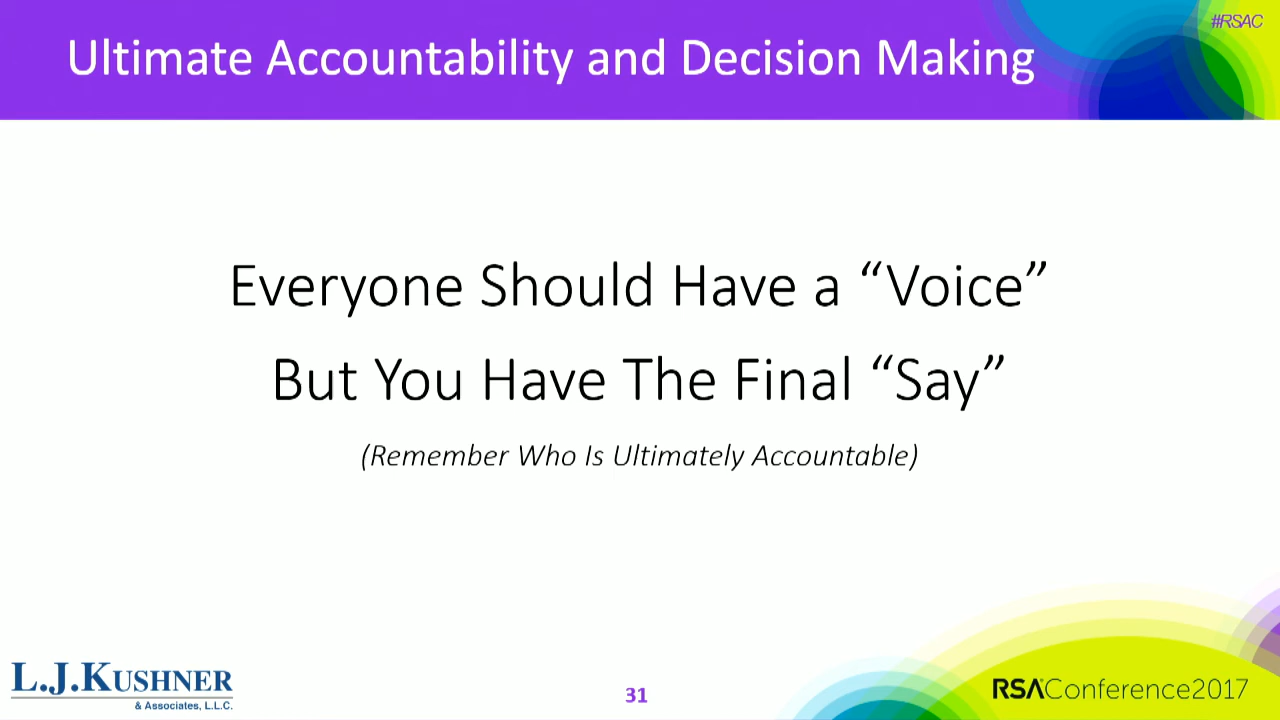 #RSAC
Ultimate Accountability and Decision Making
Everyone Should Have a “Voice”
But You Have The Final “Say”
(Remember Who Is Ultimately Accountable)
L.J.KUSHNER
& Associates, L.L.C.
31
RSAConference2017